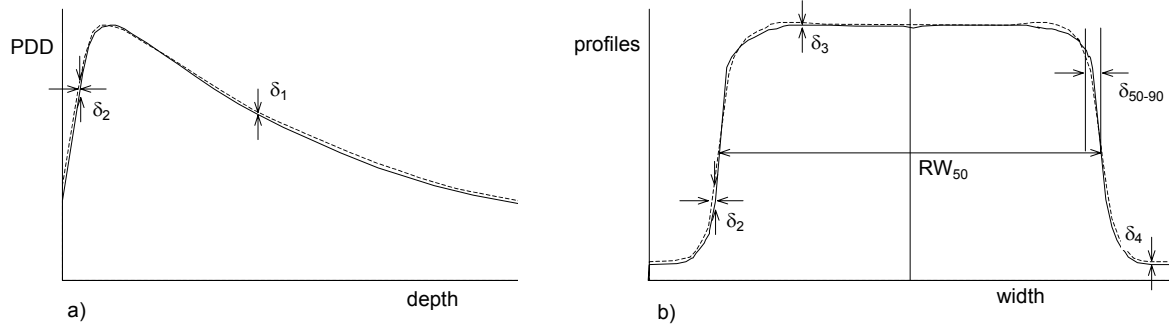 PDD
δ1
δ2
depth
a)
profiles
δ3
δ50-90
RW50
δ2
δ4
width
b)